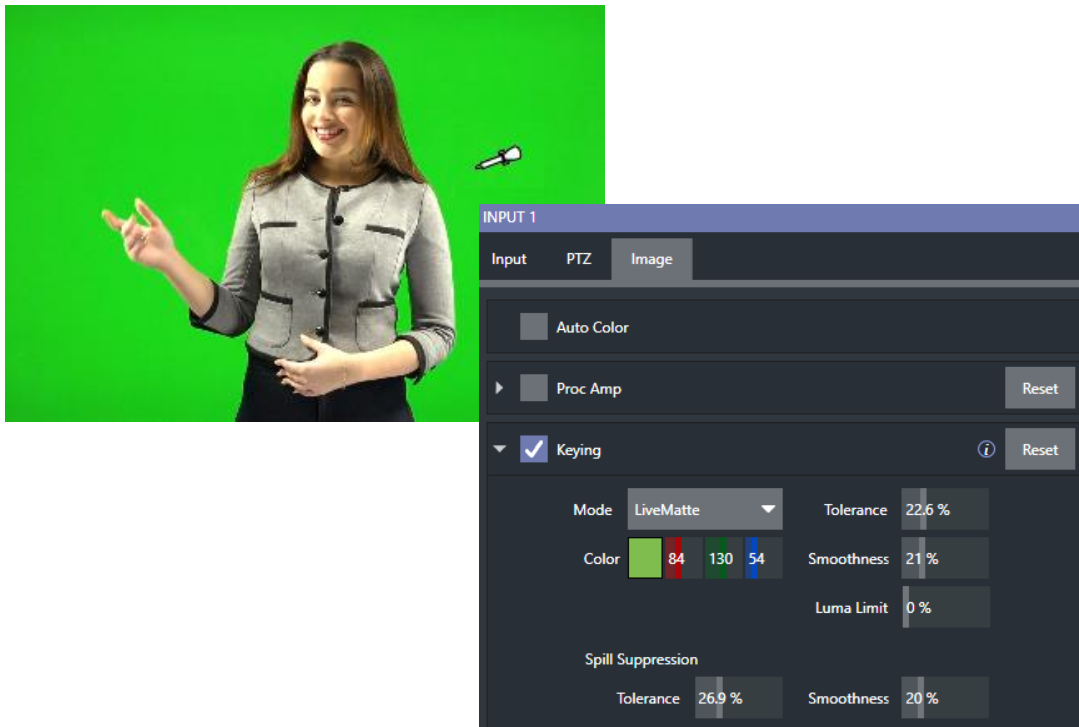 INPUT 1
Input PTZ Image
Auto Color
Proc Amp Reset
Keying i Reset
Mode LiveMatte Tolerance 22.6 %
Color 84 130 54 Smoothness 21 %
Luma Limit 0 %
Spill Suppression
Tolerance 26.9 % Smoothness 20 %